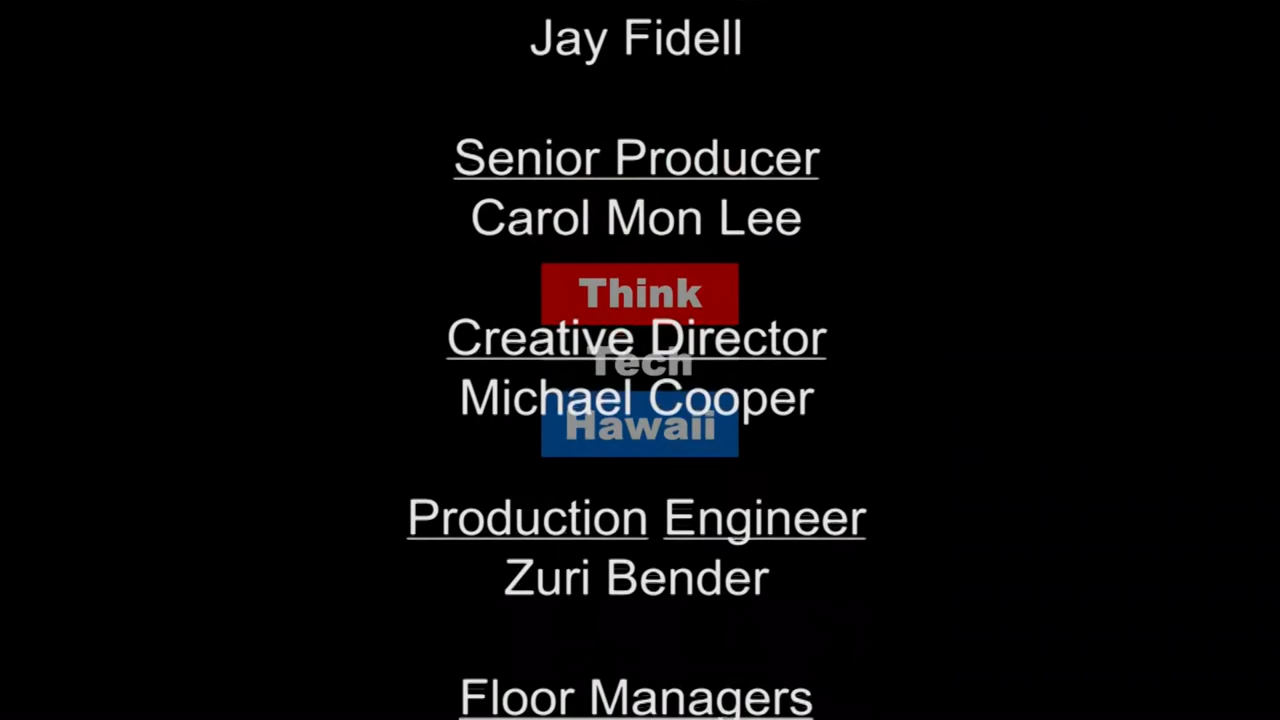 Jay Fidell
Senior Producer
Carol Mon Lee
Think
Creative Director
Tech
Michael Cooper
Hawaii
Production Engineer
Zuri Bender
Floor Managers